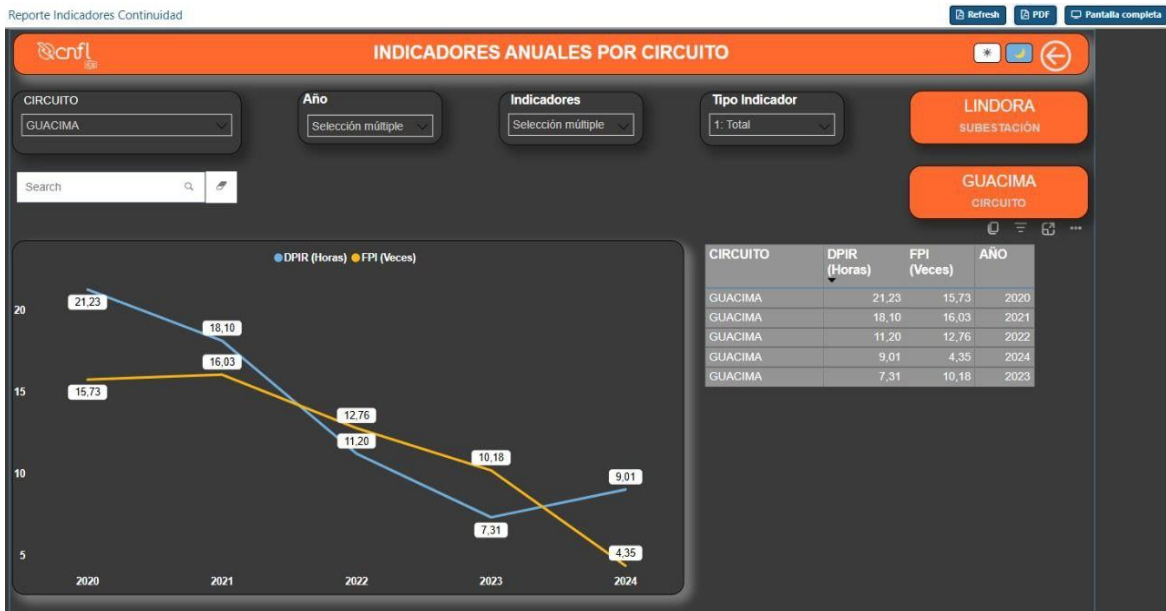 Reporte Indicadores Continuidad
Refresh PDF Pantalla completa
cnfl
INDICADORES ANUALES POR CIRCUITO
CIRCUITO
GUACIMA
Año
Selección múltiple
Indicadores
Selección múltiple
Tipo Indicador
1: Total
LINDORA
SUBESTACIÓN
Search
GUACIMA
CIRCUITO
DPIR (Horas) FPI (Veces)
20
15
10
5
21,23
18,10
16,03
15,73
12,76
11,20
10,18
9,01
7,31
4,35
2020 2021 2022 2023 2024
CIRCUITO DPIR (Horas) FPI (Veces) AÑO
GUACIMA 21,23 15,73 2020
GUACIMA 18,10 16,03 2021
GUACIMA 11,20 12,76 2022
GUACIMA 9,01 4,35 2024
GUACIMA 7,31 10,18 2023